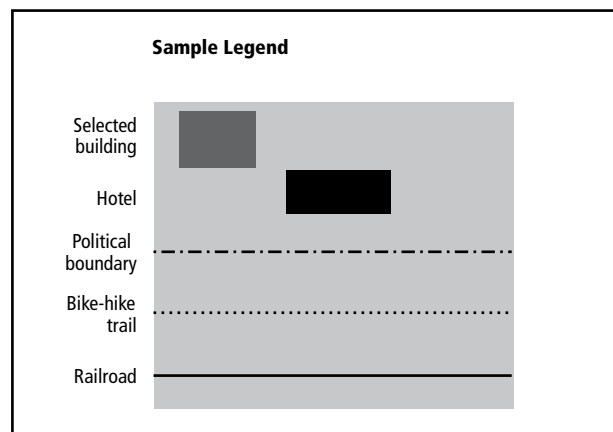 Sample Legend
Selected
building
Hotel
Political
boundary
Bike-hike
trail
Railroad